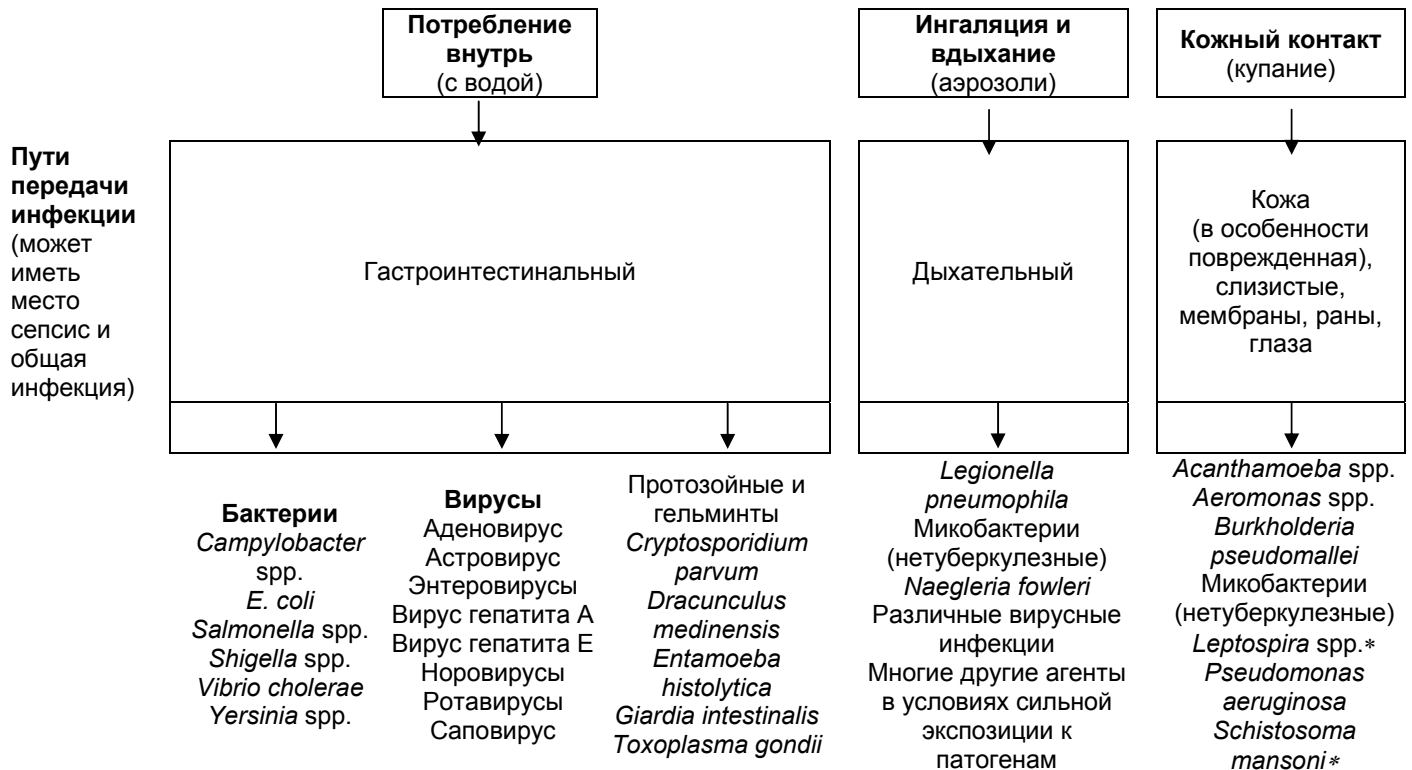 Потребление
внутрь
(с водой)
Ингаляция и
вдыхание
(аэрозоли)
Кожный контакт
(купание)
Пути
передачи
инфекции
(может
иметь
место
сепсис и
общая
инфекция)
Гастроинтестинальный
Дыхательный
Кожа
(в особенности
поврежденная),
слизистые,
мембраны, раны,
глаза
Бактерии
Campylobacter
spp.
E. coli
Salmonella spp.
Shigella spp.
Vibrio cholerae
Yersinia spp.
Вирусы
Аденовирус
Астровирус
Энтеровирусы
Вирус гепатита А
Вирус гепатита Е
Норовирусы
Ротавирусы
Саповирус
Протозойные и
гельминты
Cryptosporidium
parvum
Dracunculus
medinensis
Entamoeba
histolytica
Giardia intestinalis
Toxoplasma gondii
Legionella
pneumophila
Микобактерии
(нетуберкулезные)
Naegleria fowleri
Различные вирусные
инфекции
Многие другие агенты
в условиях сильной
экспозиции к
патогенам
Acanthamoeba spp.
Aeromonas spp.
Burkholderia
pseudomallei
Микобактерии
(нетуберкулезные)
Leptospira spp.*
Pseudomonas
aeruginosa
Schistosoma
mansoni*